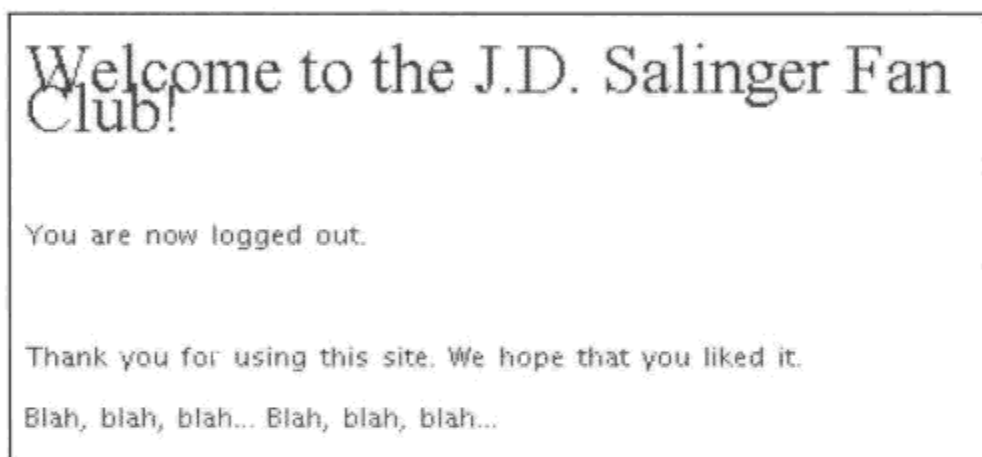 Welcome to the J.D. Salinger Fan
Club!
You are now logged out.
Thank you for using this site. We hope that you liked it.
Blah, blah, blah... Blah, blah, blah...